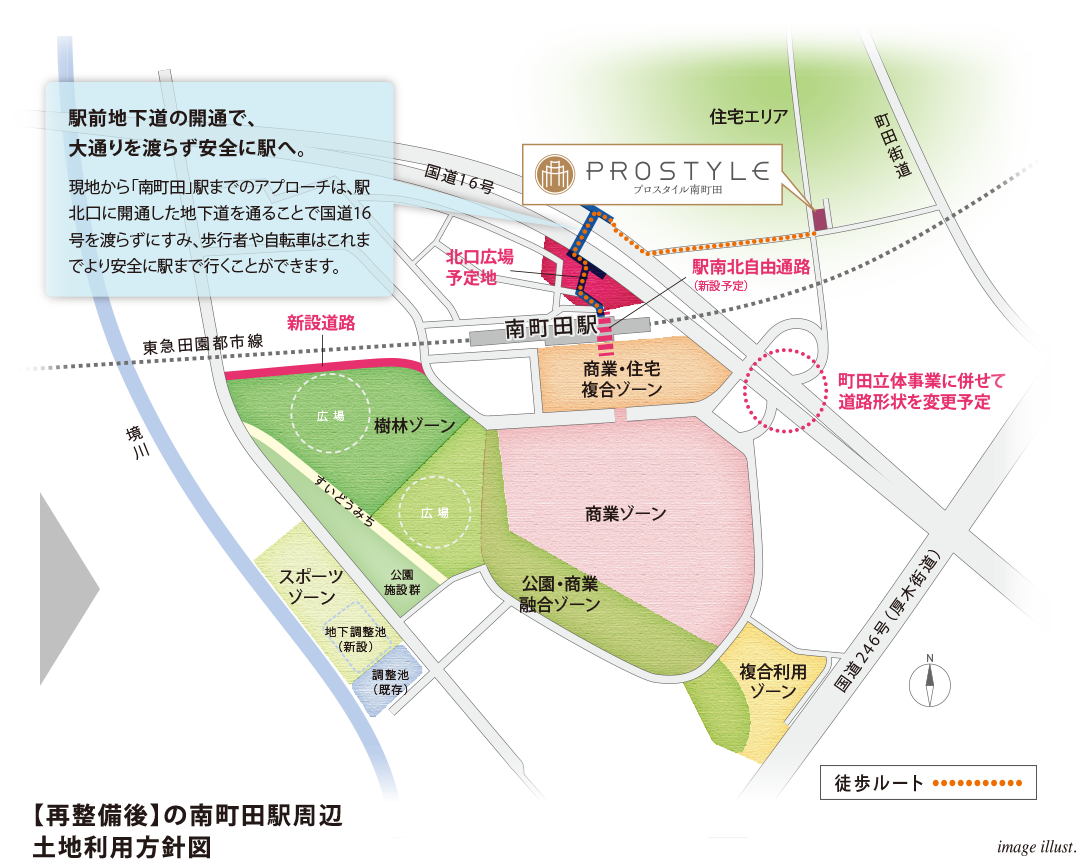 駅前地下道の開通で、
大通りを渡らず安全に駅へ。
現地から「南町田」駅までのアプローチは、駅
北口に開通した地下道を通ることで国道16
号を渡らずにすみ、歩行者や自転車はこれま
でより安全に駅まで行くことができます。
住宅エリア
町田街道
国道16号
PROSTYLE
プロスタイル南町田
北口広場
予定地
駅南北自由通路
(新設予定)
新設道路
南町田駅
東急田園都市線
商業・住宅
複合ゾーン
町田立体事業に併せて
道路形状を変更予定
広場
樹林ゾーン
境川
すいどうみち
広場
商業ゾーン
スポーツ
ゾーン
公園
施設群
公園・商業
融合ゾーン
地下調整池
(新設)
調整池
(既存)
複合利用
ゾーン
国道246号(厚木街道)
N
徒歩ルート
【再整備後】の南町田駅周辺
土地利用方針図
image illust.